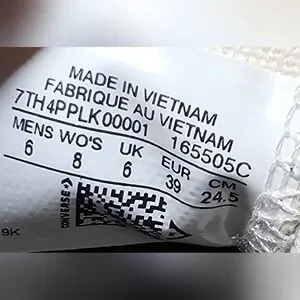 MADE IN VIETNAM
FABRIQUE AU VIETNAM
7TH4PPLK00001 165505C
MENS WO'S UK EUR CM
6 8 6 39 24.5
CONVERSE
9K